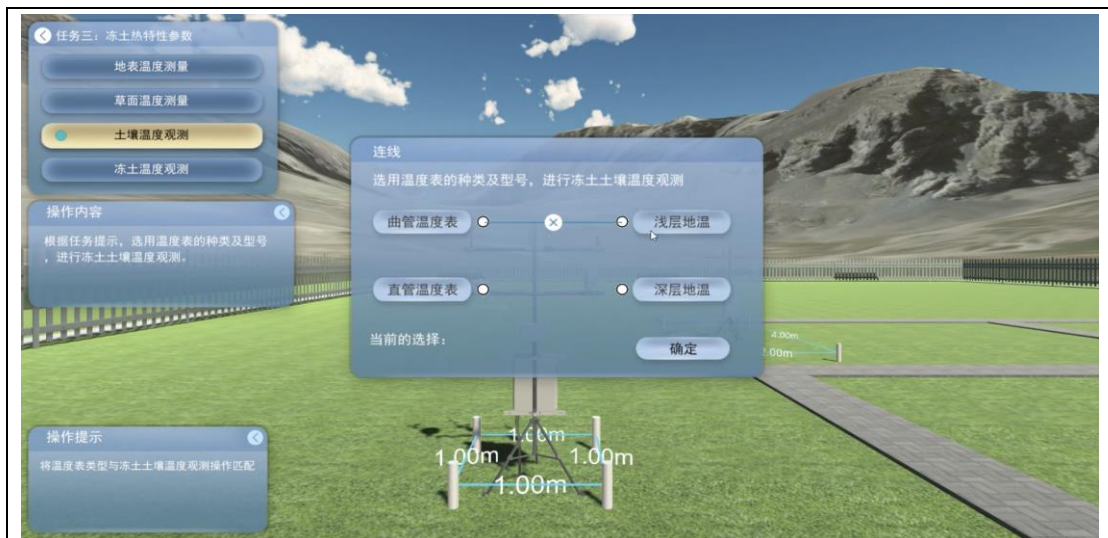 任务三：冻土热特性参数
地表温度测量
草面温度测量
土壤温度观测
冻土温度观测
操作内容
根据任务提示，选用温度表的种类及型号
，进行冻土土壤温度观测。
连线
选用温度表的种类及型号，进行冻土土壤温度观测
曲管温度表
浅层地温
直管温度表
深层地温
当前的选择：
确定
4.00m
2.00m
操作提示
将温度表类型与冻土土壤温度观测操作匹配
1.00m
1.00m
1.00m
1.00m